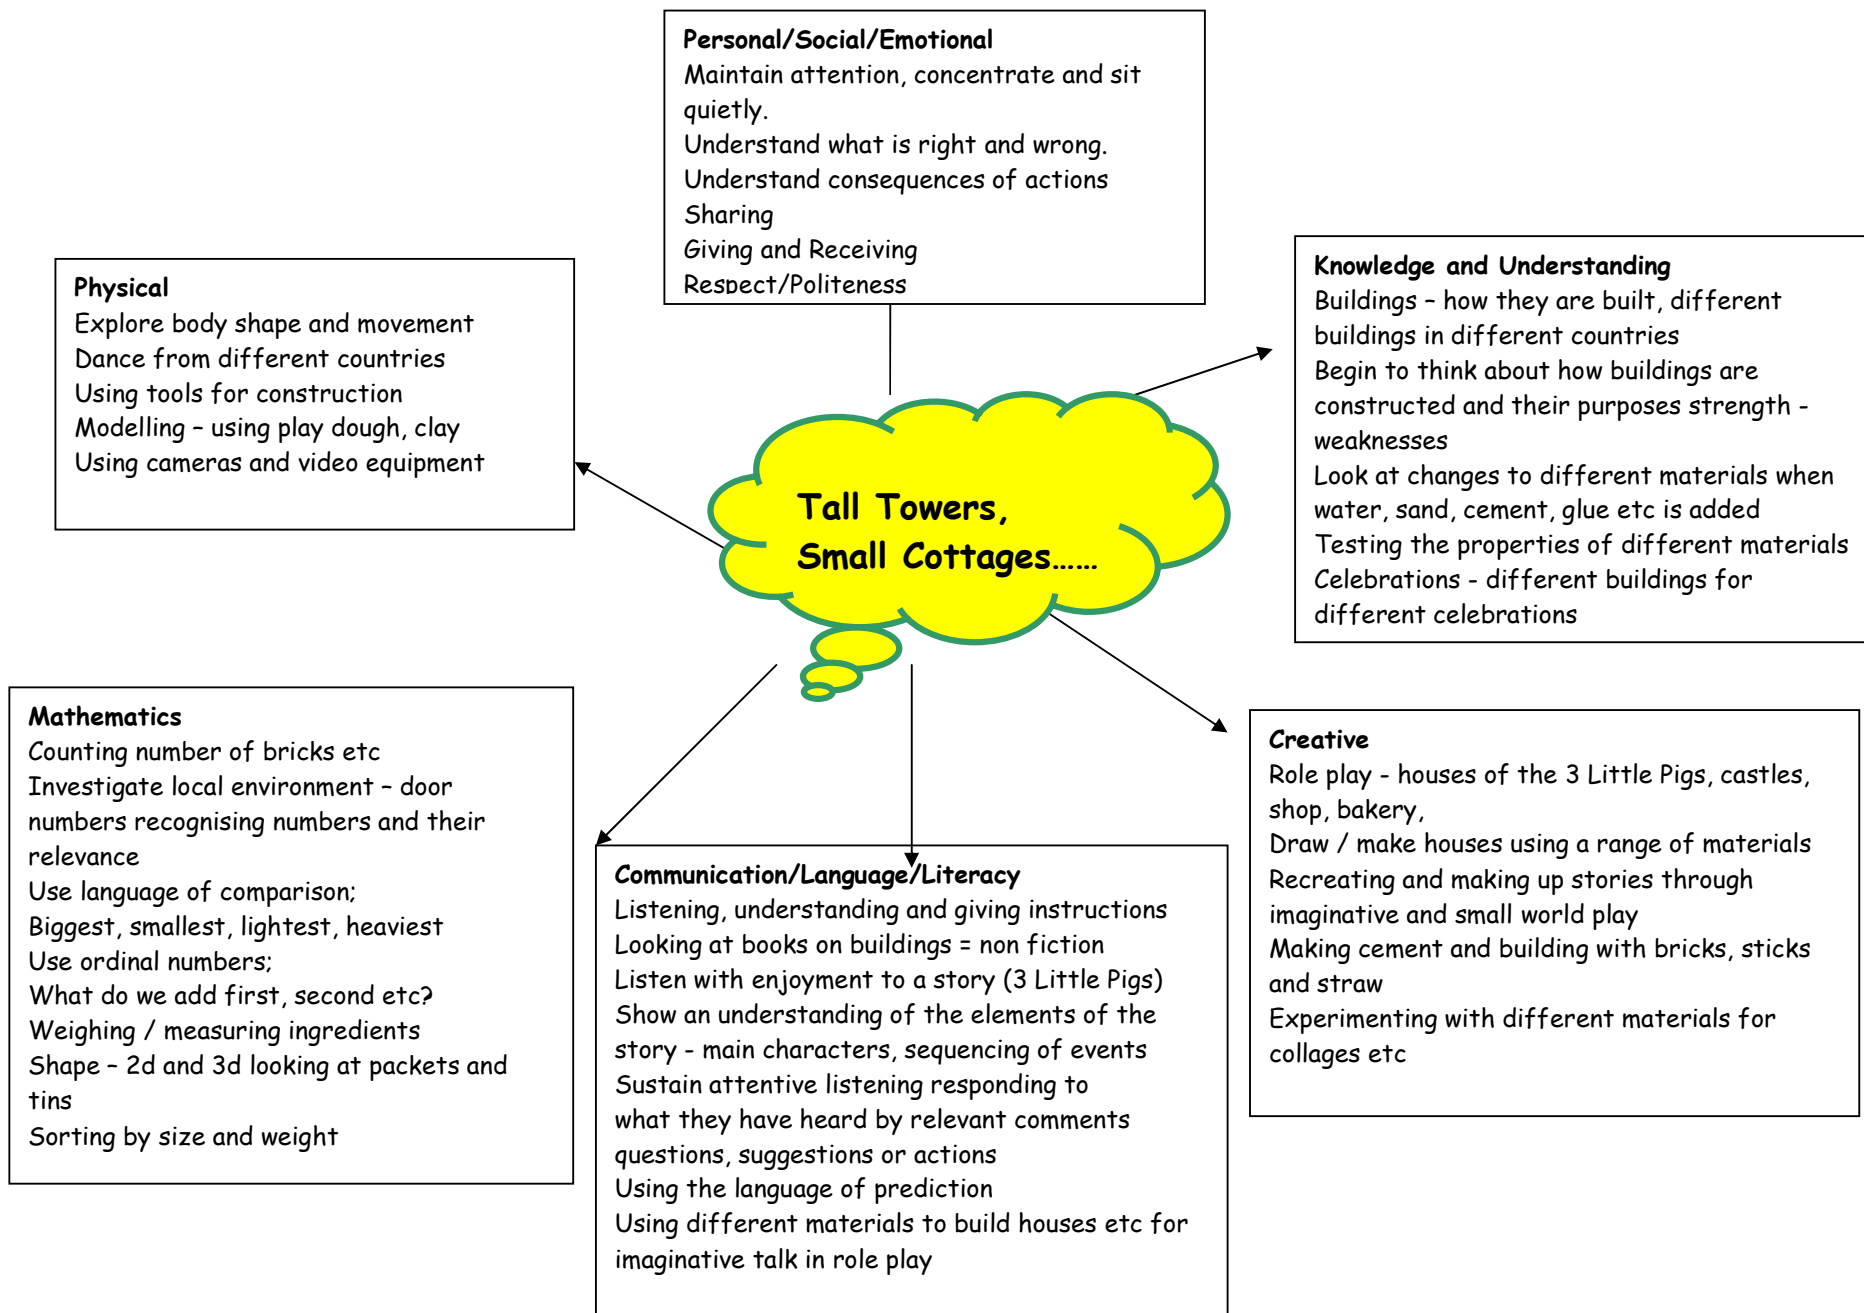 Personal/Social/Emotional
Maintain attention, concentrate and sit
quietly.
Understand what is right and wrong.
Understand consequences of actions
Sharing
Giving and Receiving
Respect/Politeness
Physical
Explore body shape and movement
Dance from different countries
Using tools for construction
Modelling – using play dough, clay
Using cameras and video equipment
Knowledge and Understanding
Buildings – how they are built, different
buildings in different countries
Begin to think about how buildings are
constructed and their purposes strength -
weaknesses
Look at changes to different materials when
water, sand, cement, glue etc is added
Testing the properties of different materials
Celebrations - different buildings for
different celebrations
Tall Towers,
Small Cottages……
Mathematics
Counting number of bricks etc
Investigate local environment – door
numbers recognising numbers and their
relevance
Use language of comparison;
Biggest, smallest, lightest, heaviest
Use ordinal numbers;
What do we add first, second etc?
Weighing / measuring ingredients
Shape – 2d and 3d looking at packets and
tins
Sorting by size and weight
Communication/Language/Literacy
Listening, understanding and giving instructions
Looking at books on buildings = non fiction
Listen with enjoyment to a story (3 Little Pigs)
Show an understanding of the elements of the
story - main characters, sequencing of events
Sustain attentive listening responding to
what they have heard by relevant comments
questions, suggestions or actions
Using the language of prediction
Using different materials to build houses etc for
imaginative talk in role play
Creative
Role play - houses of the 3 Little Pigs, castles,
shop, bakery,
Draw / make houses using a range of materials
Recreating and making up stories through
imaginative and small world play
Making cement and building with bricks, sticks
and straw
Experimenting with different materials for
collages etc